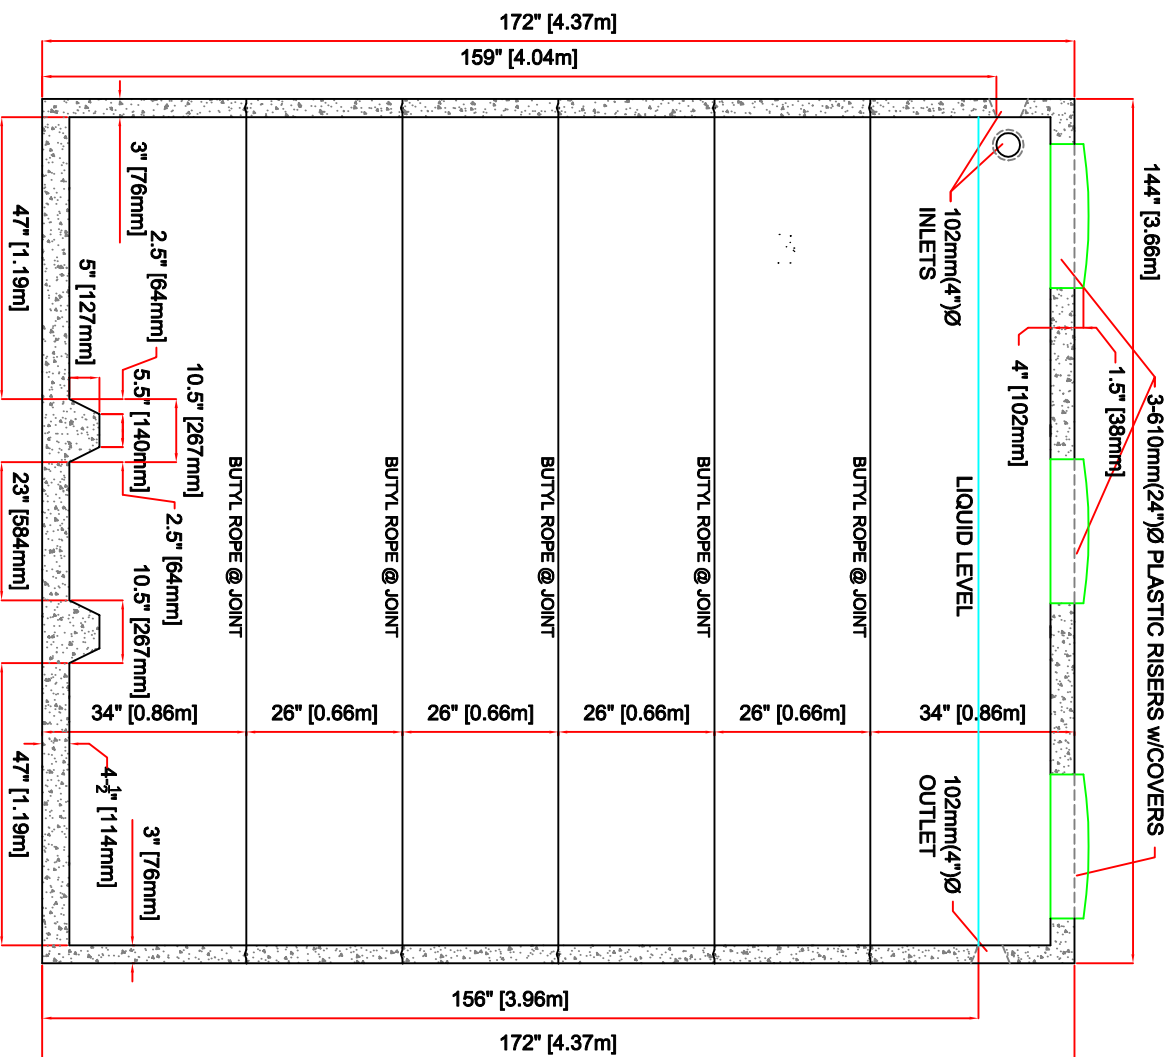 172" [4.37m]
159" [4.04m]
144" [3.66m]
3-610mm(24")Ø PLASTIC RISERS w/COVERS
1.5" [38mm]
4" [102mm]
102mm(4")Ø
INLETS
LIQUID LEVEL
102mm(4")Ø
OUTLET
BUTYL ROPE @ JOINT
BUTYL ROPE @ JOINT
BUTYL ROPE @ JOINT
BUTYL ROPE @ JOINT
BUTYL ROPE @ JOINT
34" [0.86m]
26" [0.66m]
26" [0.66m]
26" [0.66m]
26" [0.66m]
34" [0.86m]
3" [76mm]
2.5" [64mm]
5" [127mm]
5.5" [140mm]
10.5" [267mm]
2.5" [64mm]
10.5" [267mm]
4-½" [114mm]
3" [76mm]
47" [1.19m]
23" [584mm]
47" [1.19m]
156" [3.96m]
172" [4.37m]